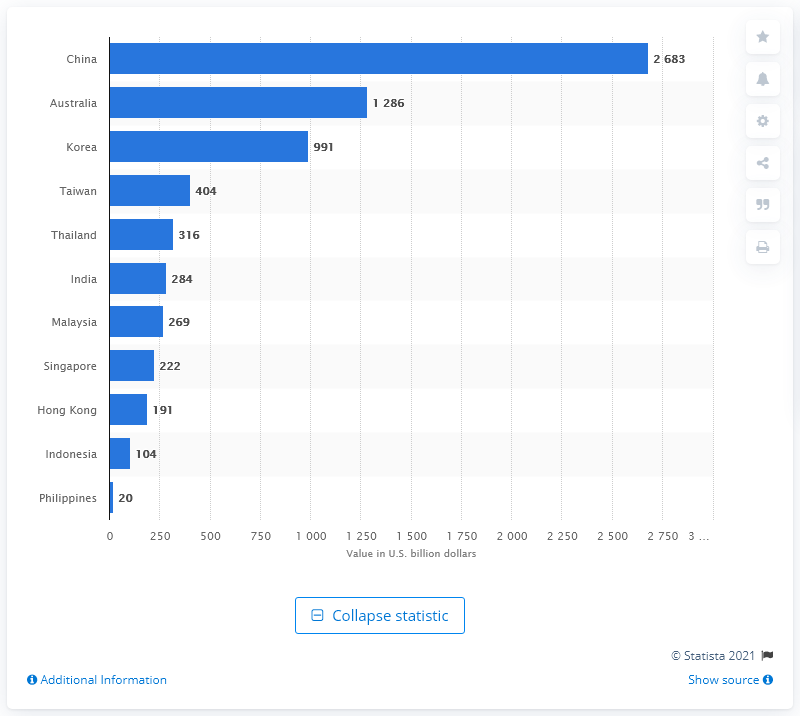 China 2 683
Australia 1 286
Korea 991
Taiwan 404
Thailand 316
India 284
Malaysia 269
Singapore 222
Hong Kong 191
Indonesia 104
Philippines 20
0 250 500 750 1 000 1 250 1 500 1 750 2 000 2 250 2 500 2 750 3 ...
Value in U.S. billion dollars
Collapse statistic
© Statista 2021
Additional Information Show source